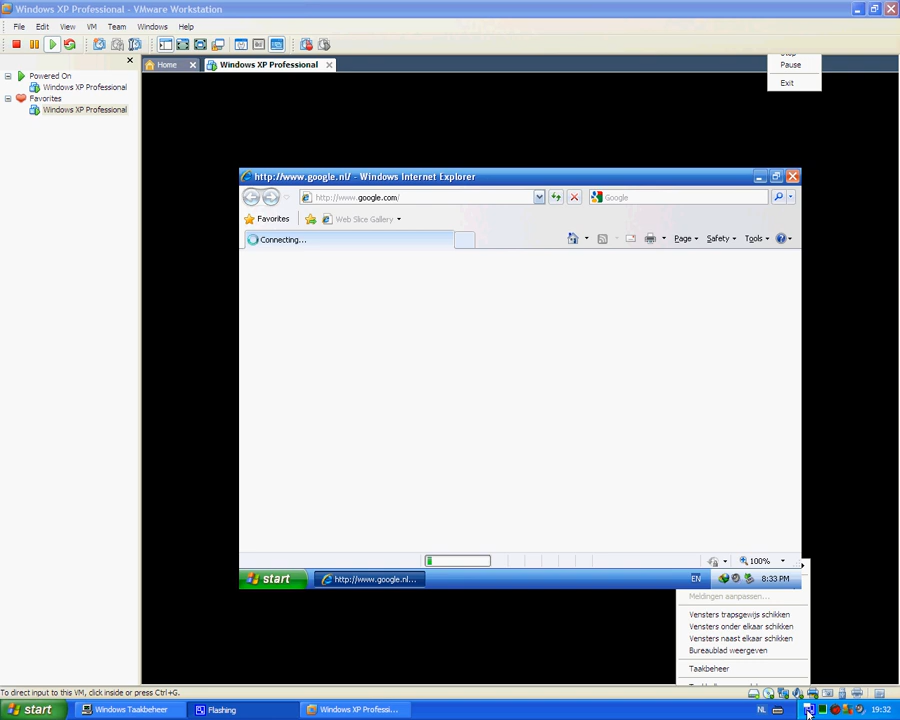 Windows XP Professional - VMware Workstation
File Edit View VM Team Windows Help
Powered On
Windows XP Professional
Favorites
Windows XP Professional
Home
Windows XP Professional
Pause
Exit
http://www.google.nl/ - Windows Internet Explorer
http://www.google.com/
Google
Favorites
Web Slice Gallery
Connecting...
Page Safety Tools
100%
start
http://www.google.nl...
EN
8:33 PM
Meldingen aanpassen...
Vensters trapsgewijs schikken
Vensters onder elkaar schikken
Vensters naast elkaar schikken
Bureaublad weergeven
Taakbeheer
To direct input to this VM, click inside or press Ctrl+G.
start
Windows Taakbeheer
Flashing
Windows XP Professi...
NL
19:32